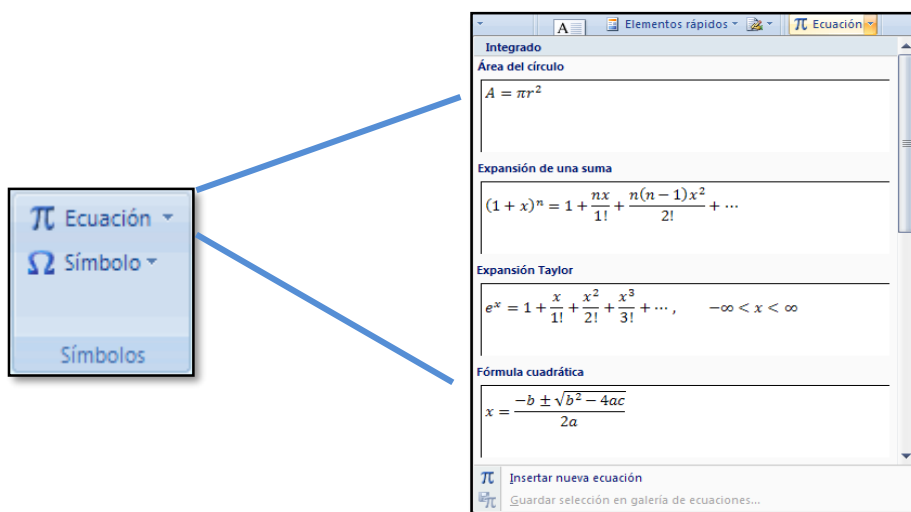 π Ecuación
Ω Símbolo
Símbolos
A Elementos rápidos π Ecuación
Integrado
Área del círculo
A = πr²
Expansión de una suma
(1 + x)ⁿ = 1 + nx/1! + n(n − 1)x²/2! + ⋯
Expansión Taylor
eˣ = 1 + x/1! + x²/2! + x³/3! + ⋯ , −∞ < x < ∞
Fórmula cuadrática
x = (−b ± √(b² − 4ac))/2a
π Insertar nueva ecuación
π Guardar selección en galería de ecuaciones...